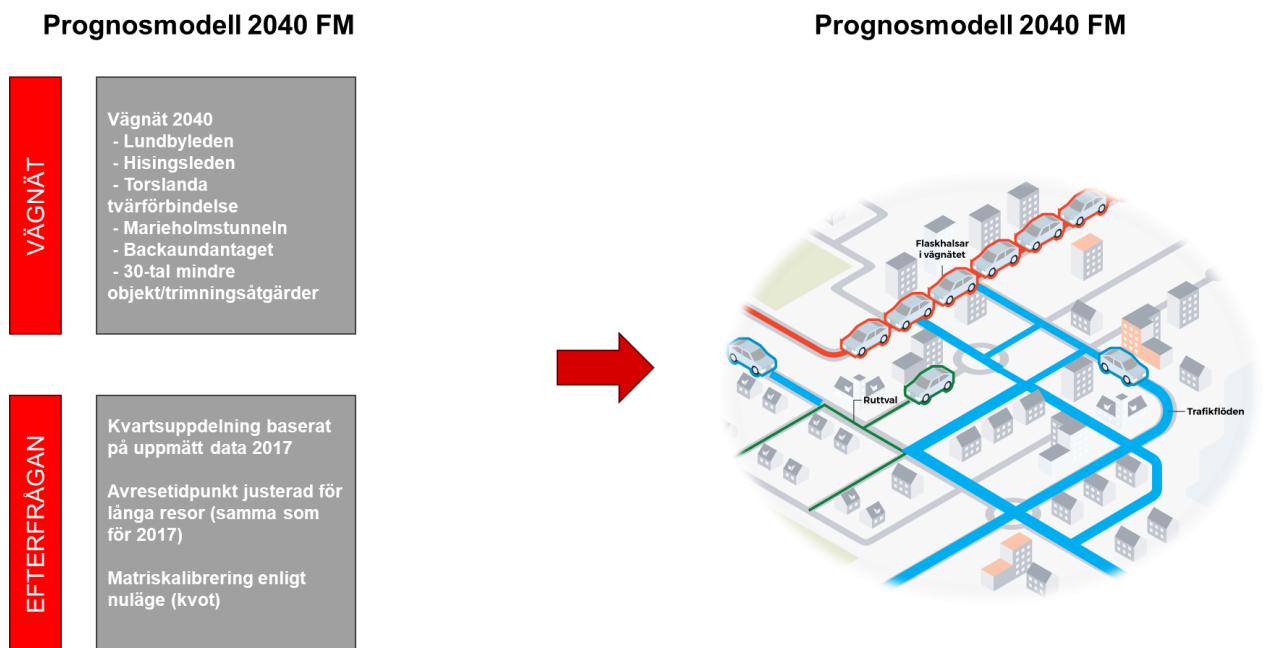 Prognosmodell 2040 FM
Prognosmodell 2040 FM
VÄGNÄT
Vägnät 2040
- Lundbyleden
- Hisingsleden
- Torslanda
tvärförbindelse
- Marieholmstunneln
- Backaundantaget
- 30-tal mindre
objekt/trimningsåtgärder
EFTERFRÅGAN
Kvartsuppdelning baserat
på uppmätt data 2017
Avresetidpunkt justerad för
långa resor (samma som
för 2017)
Matriskalibrering enligt
nuläge (kvot)
Flaskhalsar
i vägnätet
Ruttval
Trafikflöden